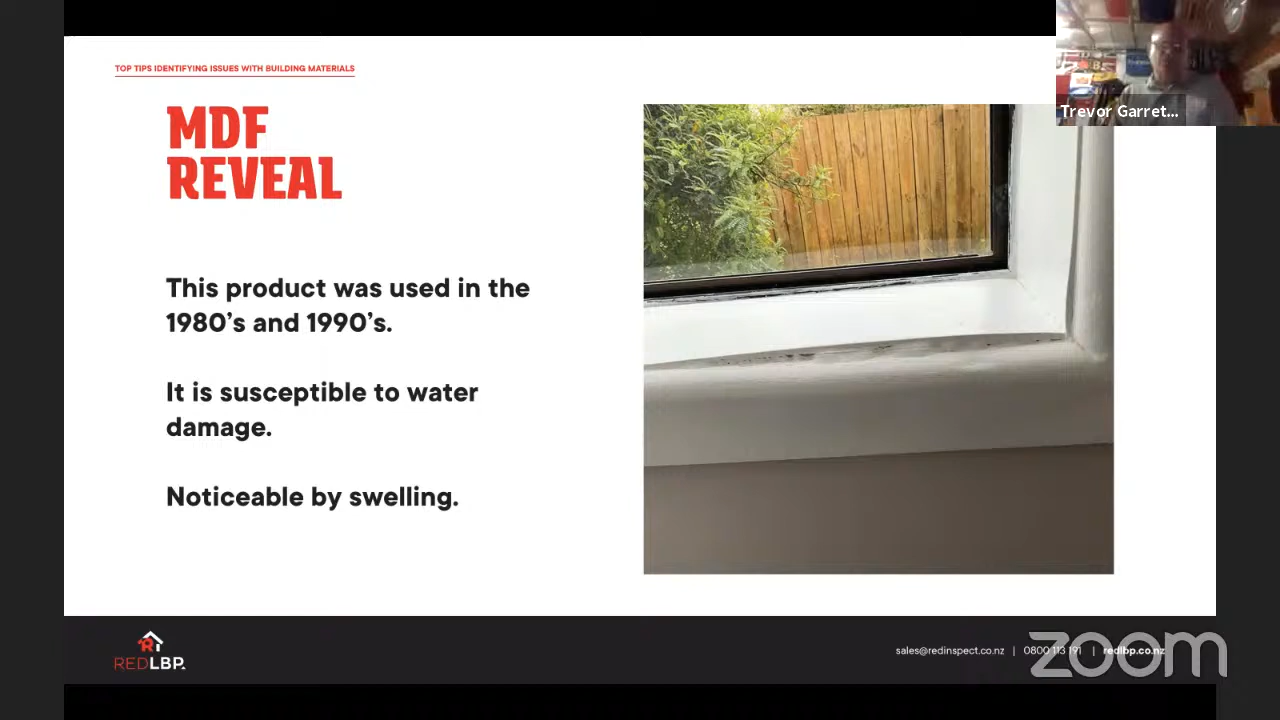 TOP TIPS IDENTIFYING ISSUES WITH BUILDING MATERIALS
Trevor Garret...
MDF
REVEAL
This product was used in the
1980's and 1990's.
It is susceptible to water
damage.
Noticeable by swelling.
REDLBP.
sales@redinspect.co.nz | 0800 113 191 | redlbp.co.nz
zoom